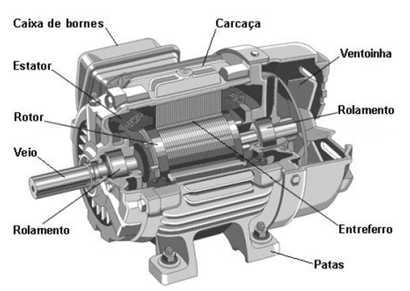 Caixa de bornes
Carcaça
Ventoinha
Estator
Rolamento
Rotor
Veio
Rolamento
Entreferro
Patas